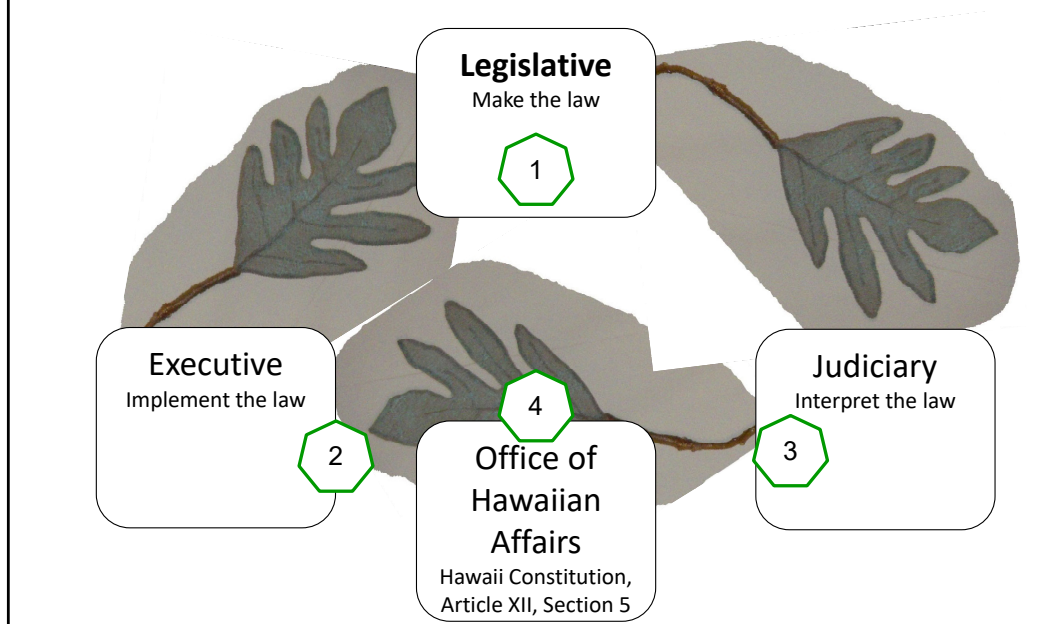 Legislative
Make the law
1
Executive
Implement the law
2
Judiciary
Interpret the law
3
4
Office of
Hawaiian
Affairs
Hawaii Constitution,
Article XII, Section 5